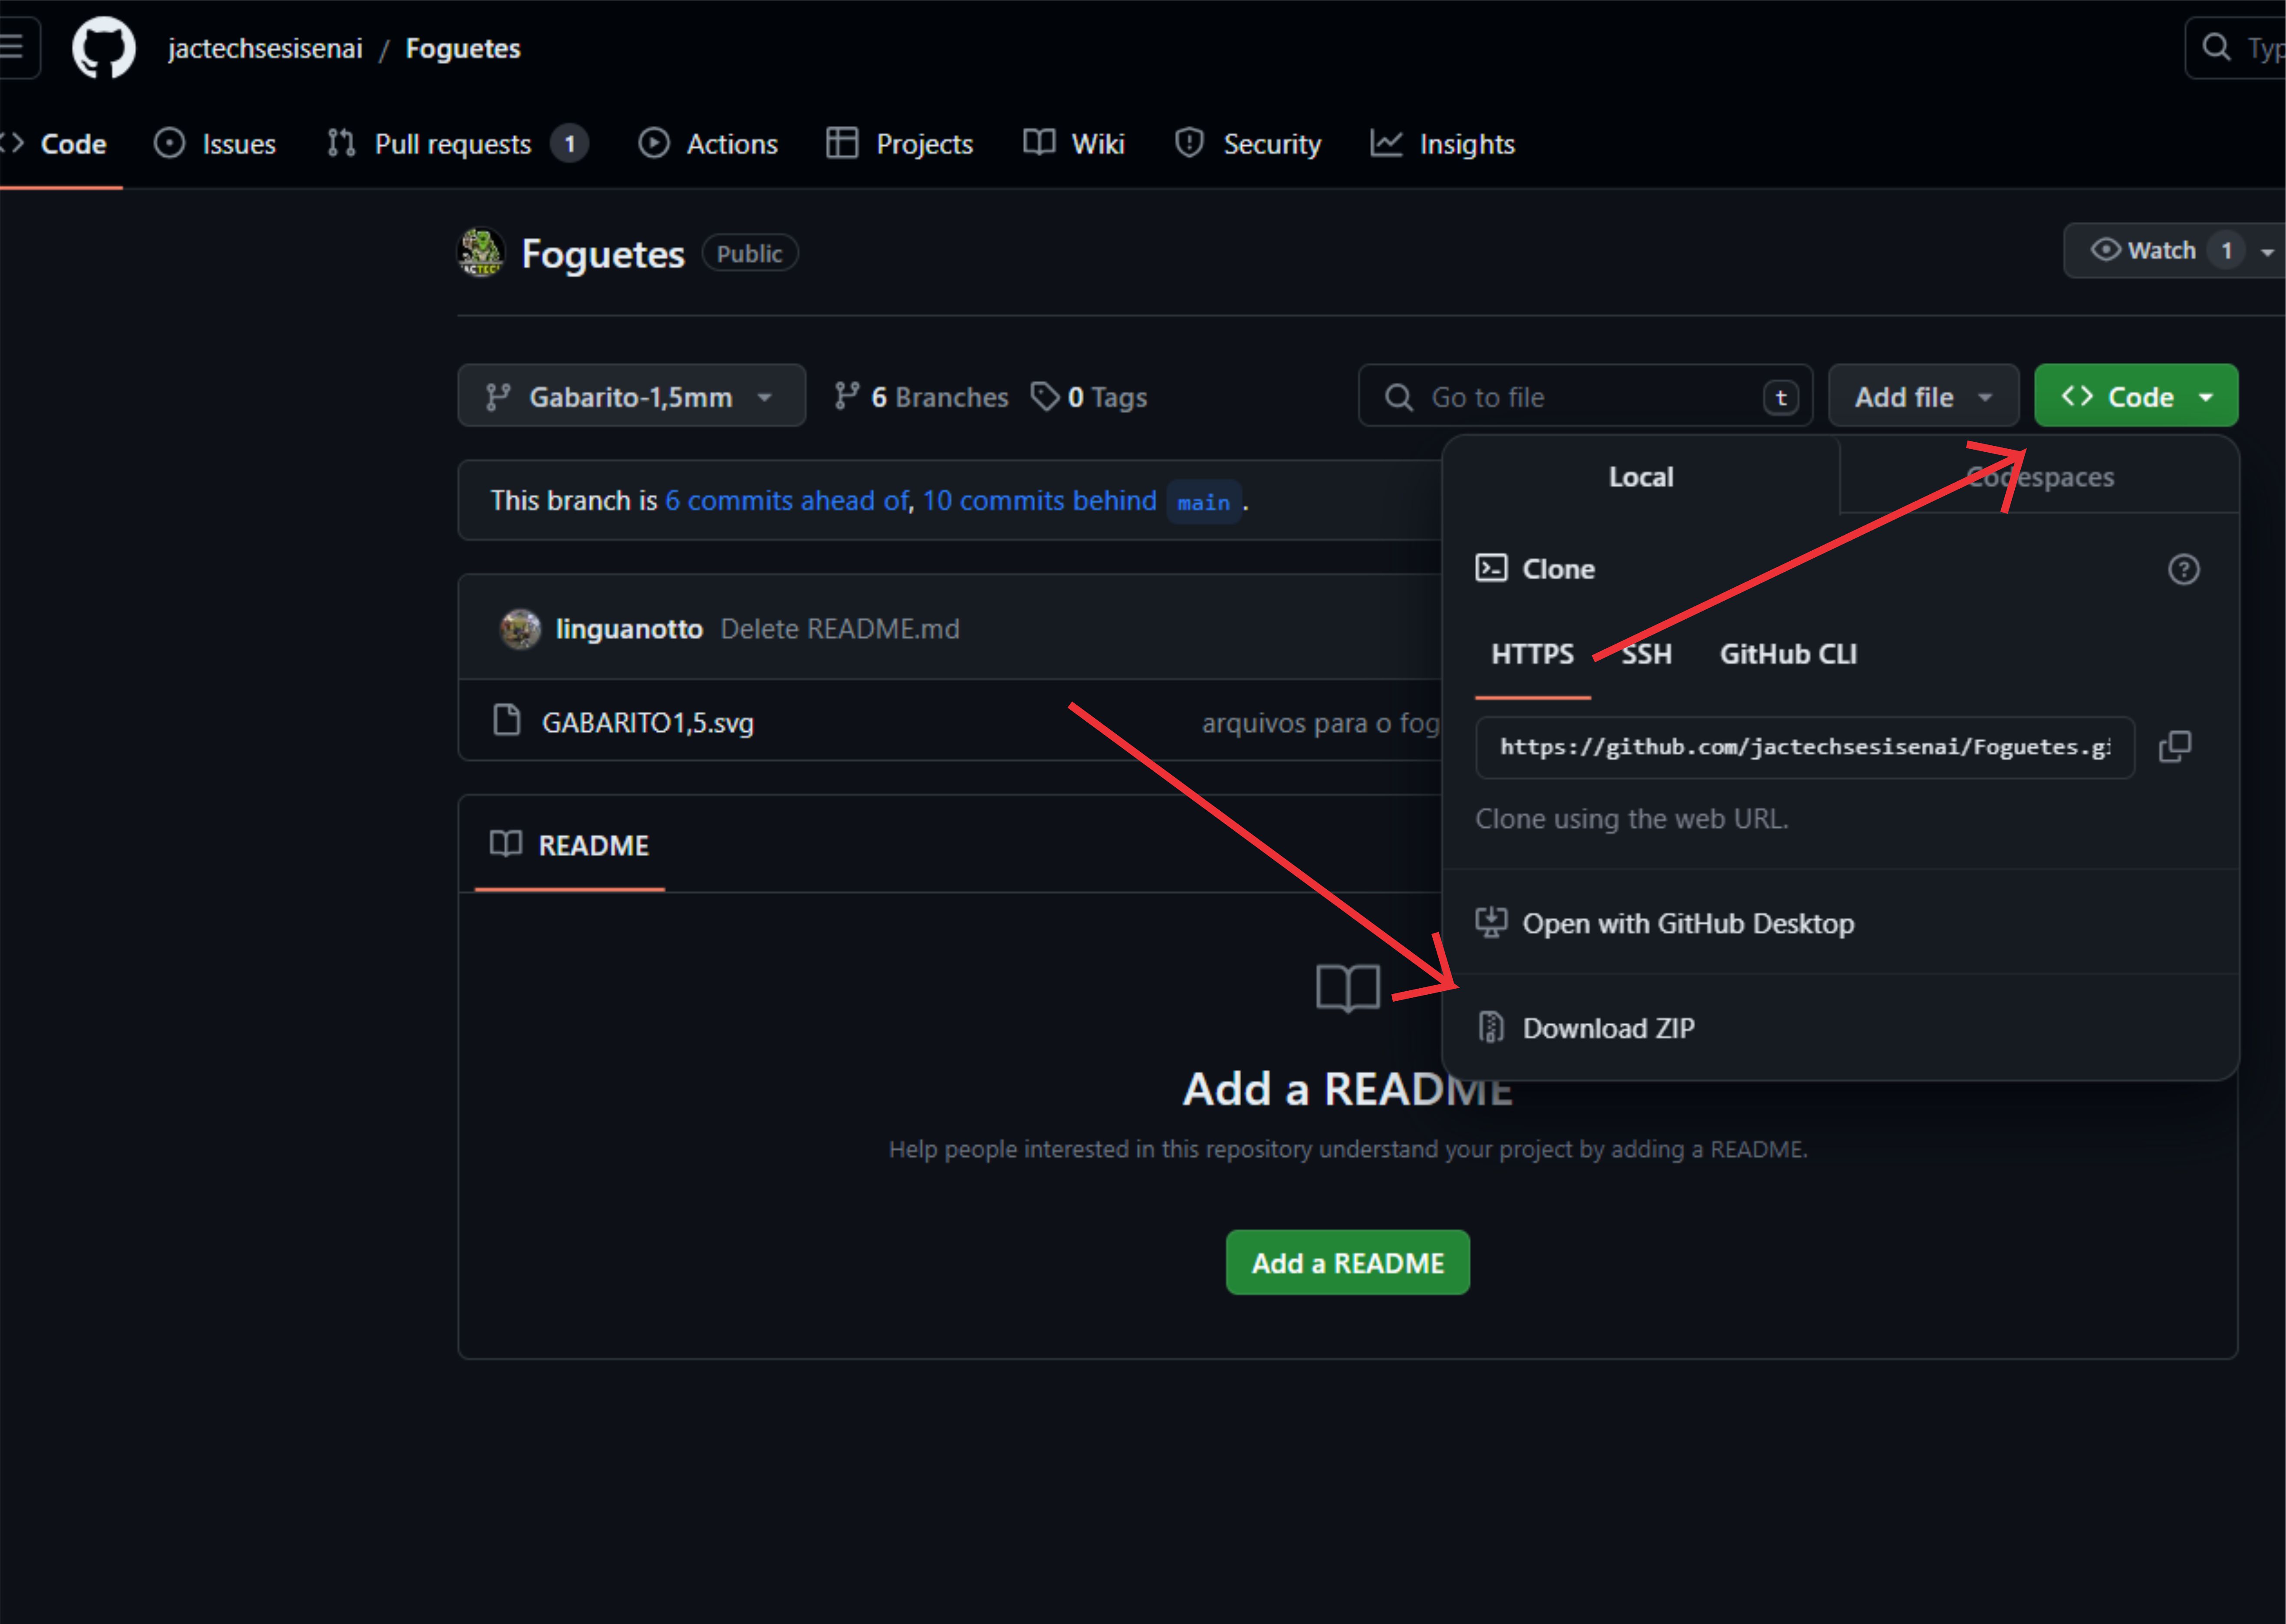 jactechsesisenai / Foguetes
Code Issues Pull requests 1 Actions Projects Wiki Security Insights
Foguetes Public
Watch 1
Gabarito-1,5mm 6 Branches 0 Tags Go to file t Add file Code
This branch is 6 commits ahead of, 10 commits behind main .
Local Codespaces
Clone
HTTPS SSH GitHub CLI
https://github.com/jactechsesisenai/Foguetes.gi
Clone using the web URL.
Open with GitHub Desktop
Download ZIP
linguanotto Delete README.md
GABARITO1,5.svg arquivos para o fog
README
Add a README
Help people interested in this repository understand your project by adding a README.
Add a README